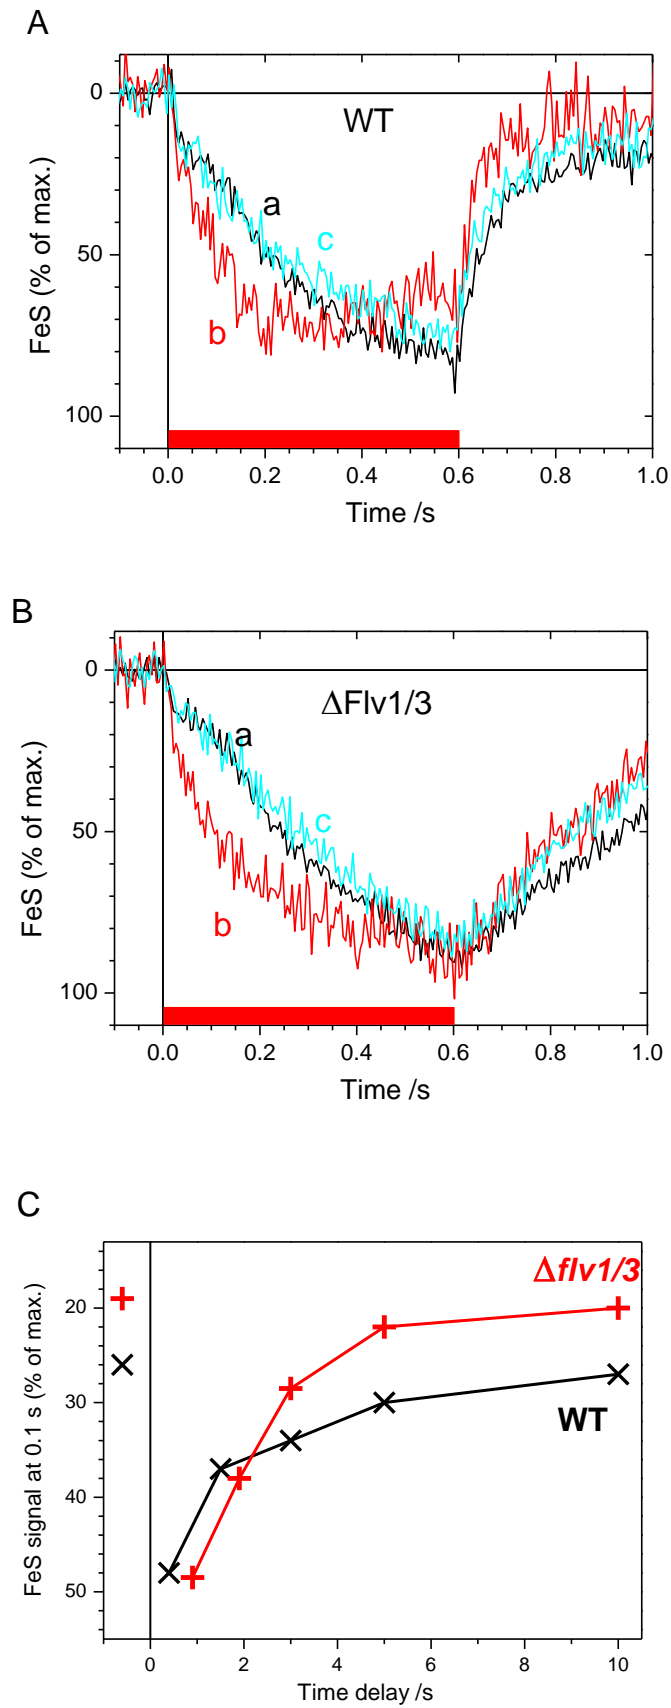 A
0
50
100
FeS (% of max.)
WT
a
c
b
0.0 0.2 0.4 0.6 0.8 1.0
Time /s
B
0
50
100
FeS (% of max.)
ΔFlv1/3
a
c
b
0.0 0.2 0.4 0.6 0.8 1.0
Time /s
C
20
30
40
50
FeS signal at 0.1 s (% of max.)
Δflv1/3
WT
0 2 4 6 8 10
Time delay /s